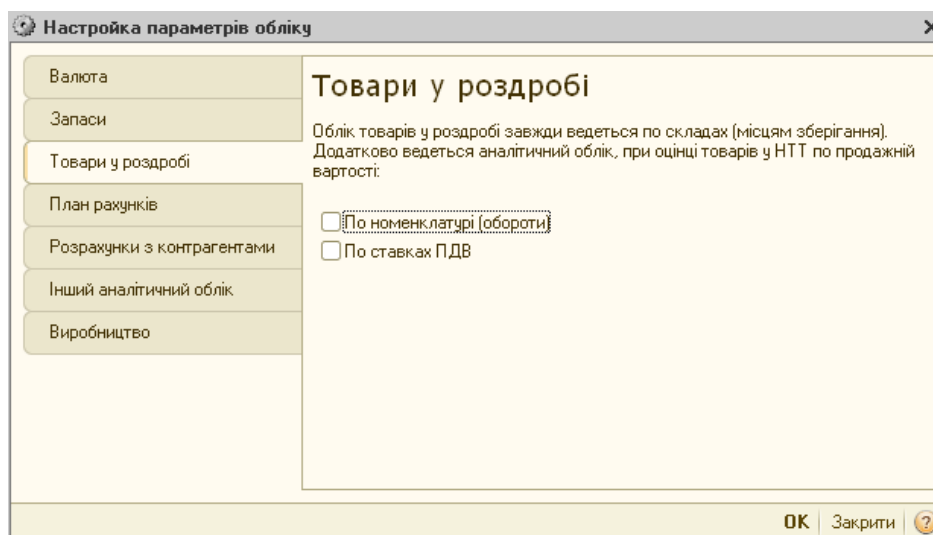 Настройка параметрів обліку
Валюта
Запаси
Товари у роздробі
План рахунків
Розрахунки з контрагентами
Інший аналітичний облік
Виробництво
Товари у роздробі
Облік товарів у роздробі завжди ведеться по складах (місцям зберігання).
Додатково ведеться аналітичний облік, при оцінці товарів у НТТ по продажній
вартості:
По номенклатурі (обороти)
По ставках ПДВ
OK Закрити ?